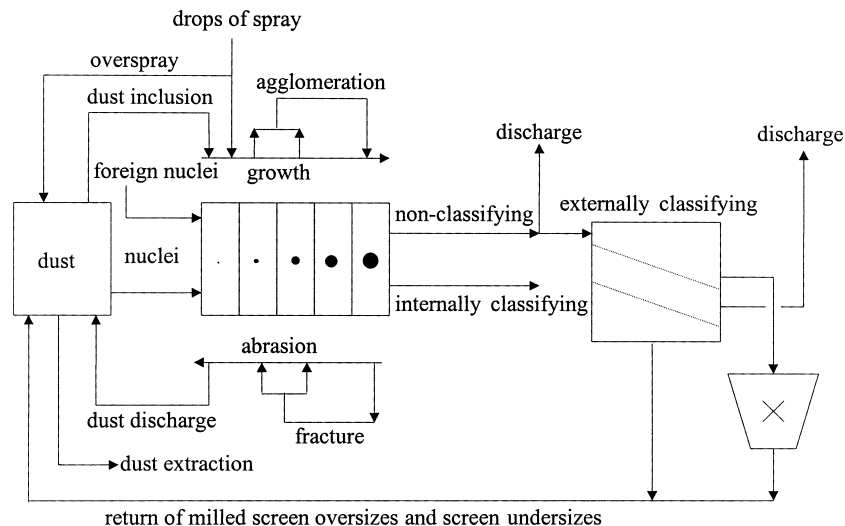 drops of spray
overspray
agglomeration
dust inclusion
discharge
discharge
foreign nuclei
growth
non-classifying
externally classifying
dust
nuclei
internally classifying
abrasion
dust discharge
fracture
dust extraction
return of milled screen oversizes and screen undersizes